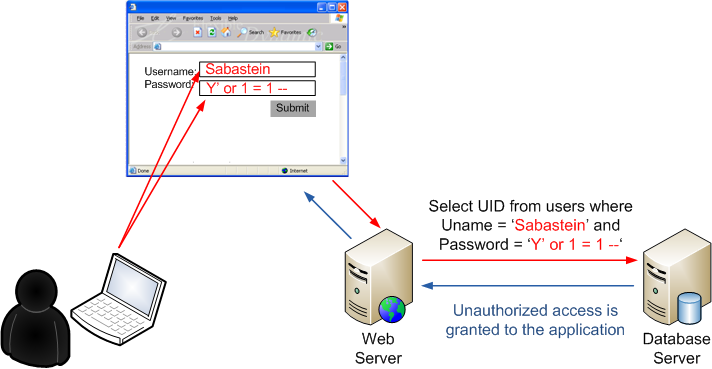 File Edit View Favorites Tools Help
Search Favorites
Address Go
Username: Sabastein
Password: Y' or 1 = 1 --
Submit
Done Internet
Select UID from users where
Uname = ‘Sabastein’ and
Password = ‘Y’ or 1 = 1 --‘
Unauthorized access is
granted to the application
Web
Server
Database
Server